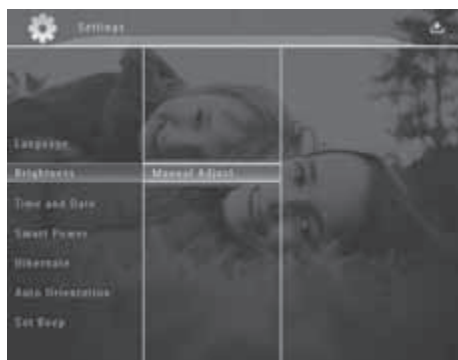 Settings
Language
Brightness
Manual Adjust
Time and Date
Smart Power
Hibernate
Auto Orientation
Set Beep